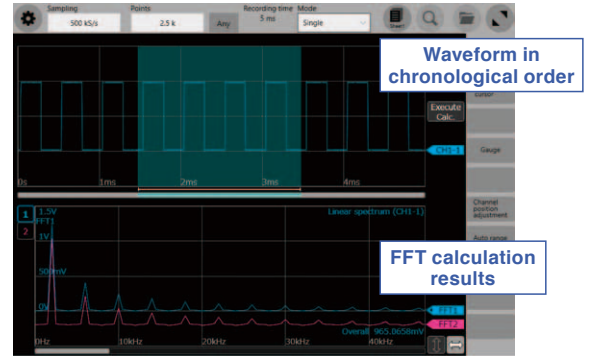 Sampling
500 kS/s
Points
2.5 k
Any
Recording time
5 ms
Mode
Single
Sheet1
Waveform in
chronological order
cursor
Execute
Calc.
CH1-1
Gauge
0s
1ms
2ms
3ms
4ms
Channel
position
adjustment
Auto range
1
2
1.5V
FFT1
1V
500mV
0V
Linear spectrum (CH1-1)
FFT calculation
results
FFT1
FFT2
Overall 965.0658mV
0Hz
10kHz
20kHz
30kHz
40kHz